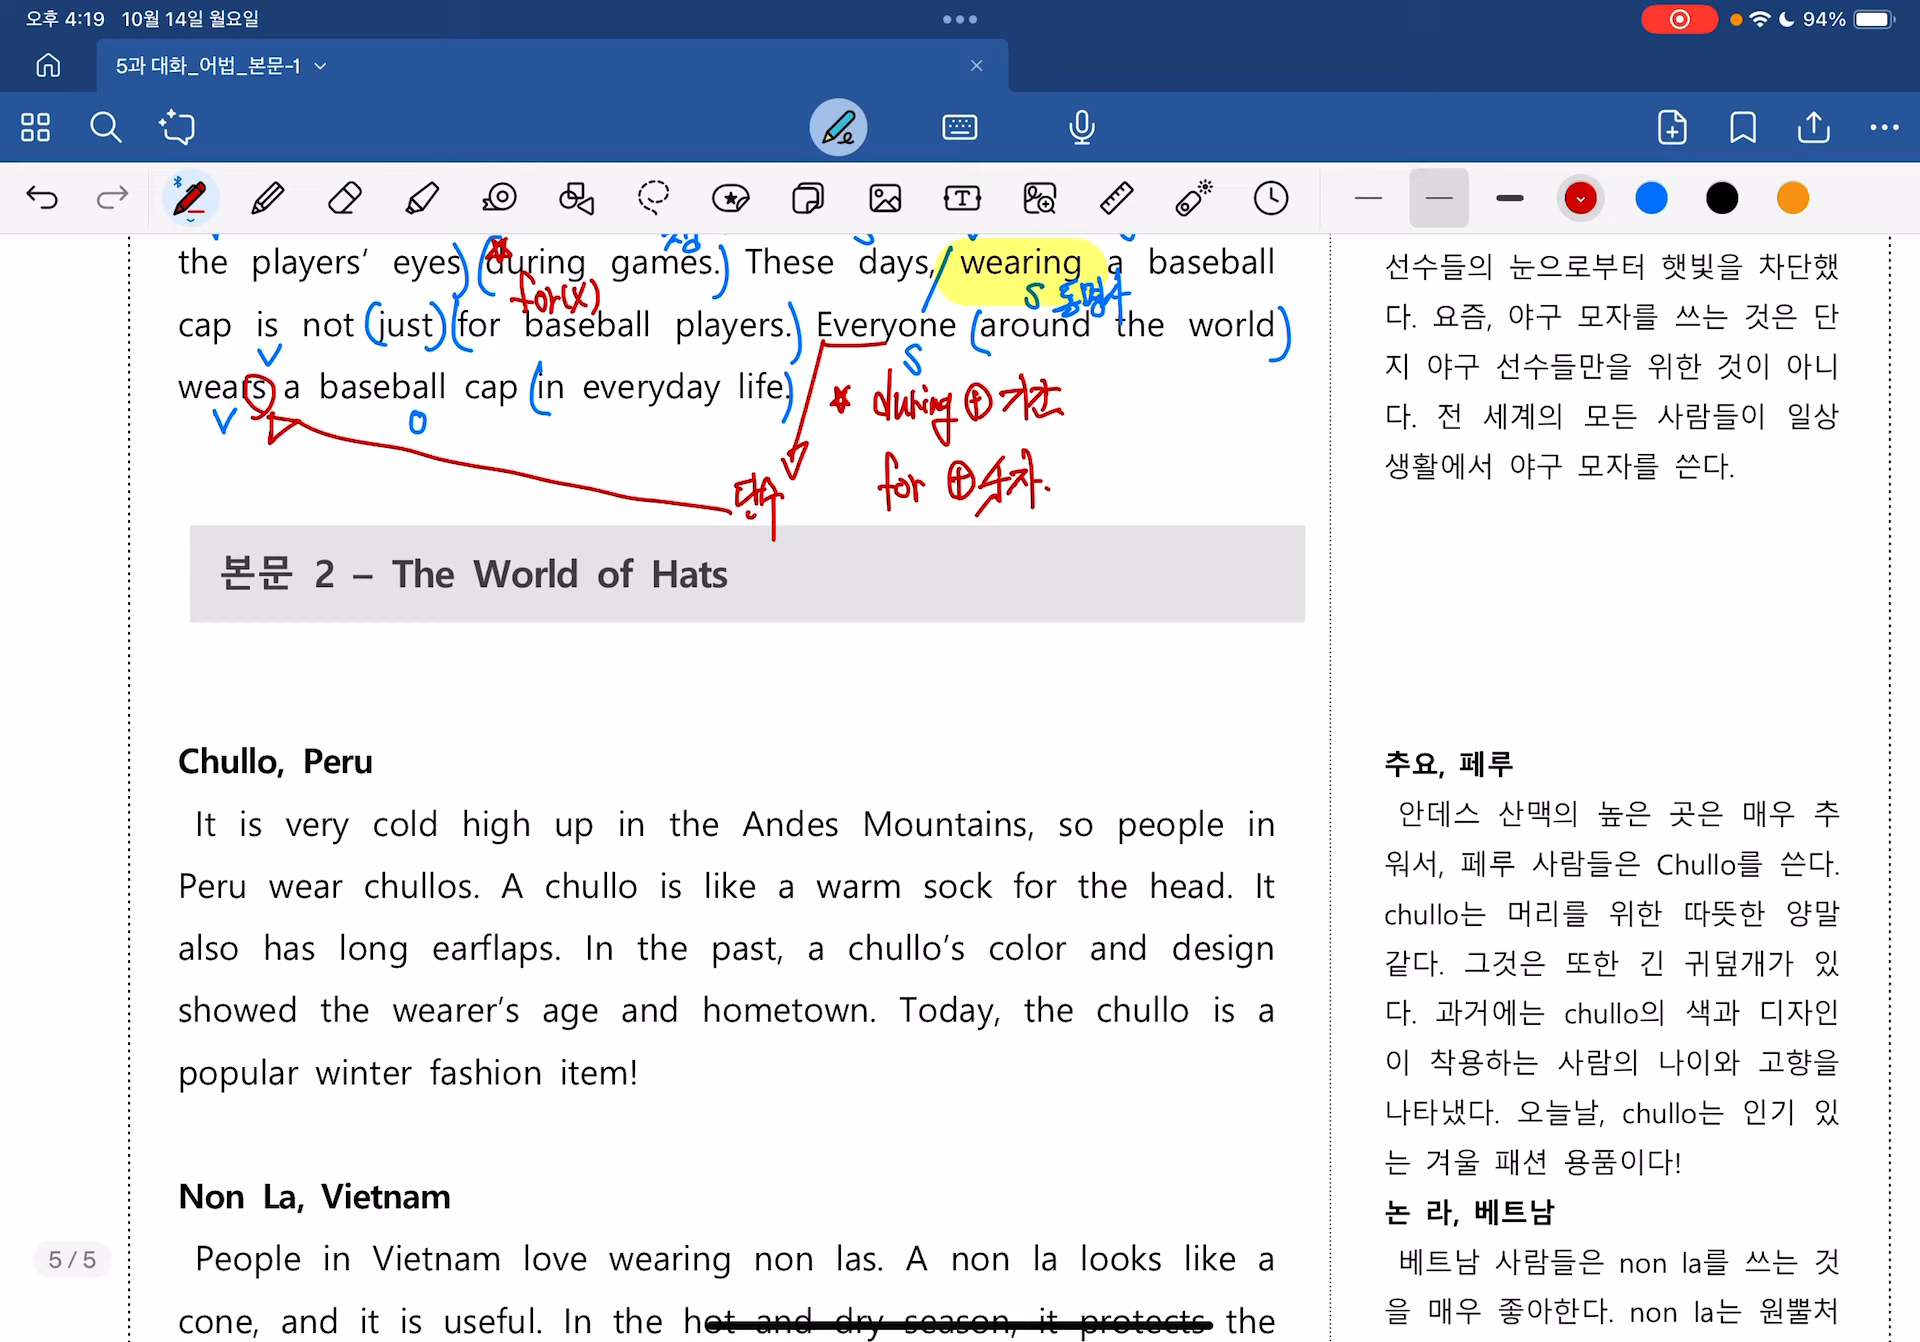 오후 4:19 10월 14일 월요일
94%
5과 대화_어법_본문-1
the players' eyes) (during games.) These days, / wearing a baseball
for(X)
S 동명사
cap is not (just) (for baseball players.) Everyone (around the world)
V
S
wears a baseball cap (in everyday life.)
V
O
* during ⊕ 기간
for ⊕ 숫자.
단수
본문 2 – The World of Hats
Chullo, Peru
It is very cold high up in the Andes Mountains, so people in
Peru wear chullos. A chullo is like a warm sock for the head. It
also has long earflaps. In the past, a chullo's color and design
showed the wearer's age and hometown. Today, the chullo is a
popular winter fashion item!
Non La, Vietnam
People in Vietnam love wearing non las. A non la looks like a
cone, and it is useful. In the hot and dry season, it protects the
5 / 5
선수들의 눈으로부터 햇빛을 차단했
다. 요즘, 야구 모자를 쓰는 것은 단
지 야구 선수들만을 위한 것이 아니
다. 전 세계의 모든 사람들이 일상
생활에서 야구 모자를 쓴다.
추요, 페루
안데스 산맥의 높은 곳은 매우 추
워서, 페루 사람들은 Chullo를 쓴다.
chullo는 머리를 위한 따뜻한 양말
같다. 그것은 또한 긴 귀덮개가 있
다. 과거에는 chullo의 색과 디자인
이 착용하는 사람의 나이와 고향을
나타냈다. 오늘날, chullo는 인기 있
는 겨울 패션 용품이다!
논 라, 베트남
베트남 사람들은 non la를 쓰는 것
을 매우 좋아한다. non la는 원뿔처